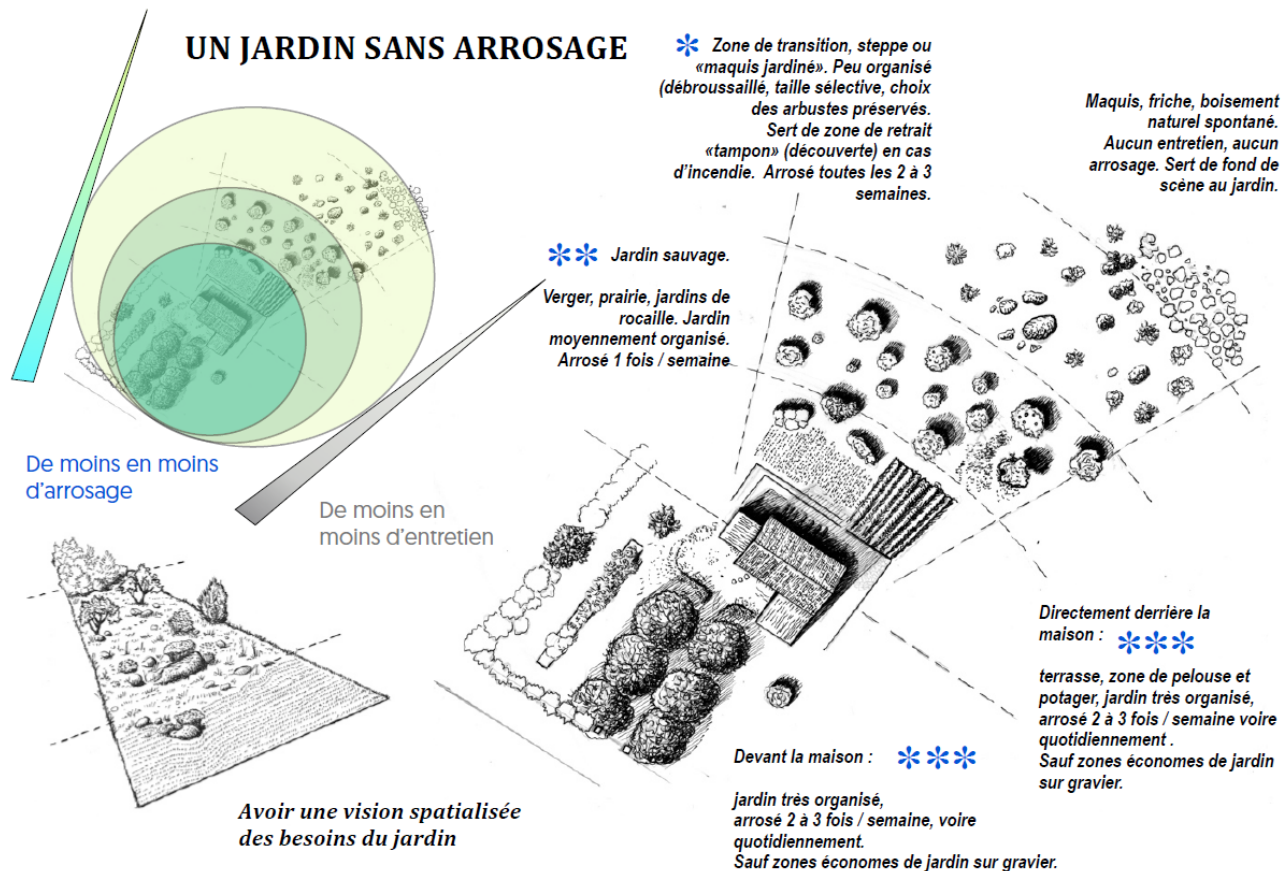 UN JARDIN SANS ARROSAGE
* Zone de transition, steppe ou
«maquis jardiné». Peu organisé
(débroussaillé, taille sélective, choix
des arbustes préservés.
Sert de zone de retrait
«tampon» (découverte) en cas
d'incendie. Arrosé toutes les 2 à 3
semaines.
Maquis, friche, boisement
naturel spontané.
Aucun entretien, aucun
arrosage. Sert de fond de
scène au jardin.
** Jardin sauvage.
Verger, prairie, jardins de
rocaille. Jardin
moyennement organisé.
Arrosé 1 fois / semaine
De moins en moins
d'arrosage
De moins en
moins d'entretien
Directement derrière la
maison : ***
terrasse, zone de pelouse et
potager, jardin très organisé,
arrosé 2 à 3 fois / semaine voire
quotidiennement .
Sauf zones économes de jardin
sur gravier.
Devant la maison : ***
jardin très organisé,
arrosé 2 à 3 fois / semaine, voire
quotidiennement.
Sauf zones économes de jardin sur gravier.
Avoir une vision spatialisée
des besoins du jardin